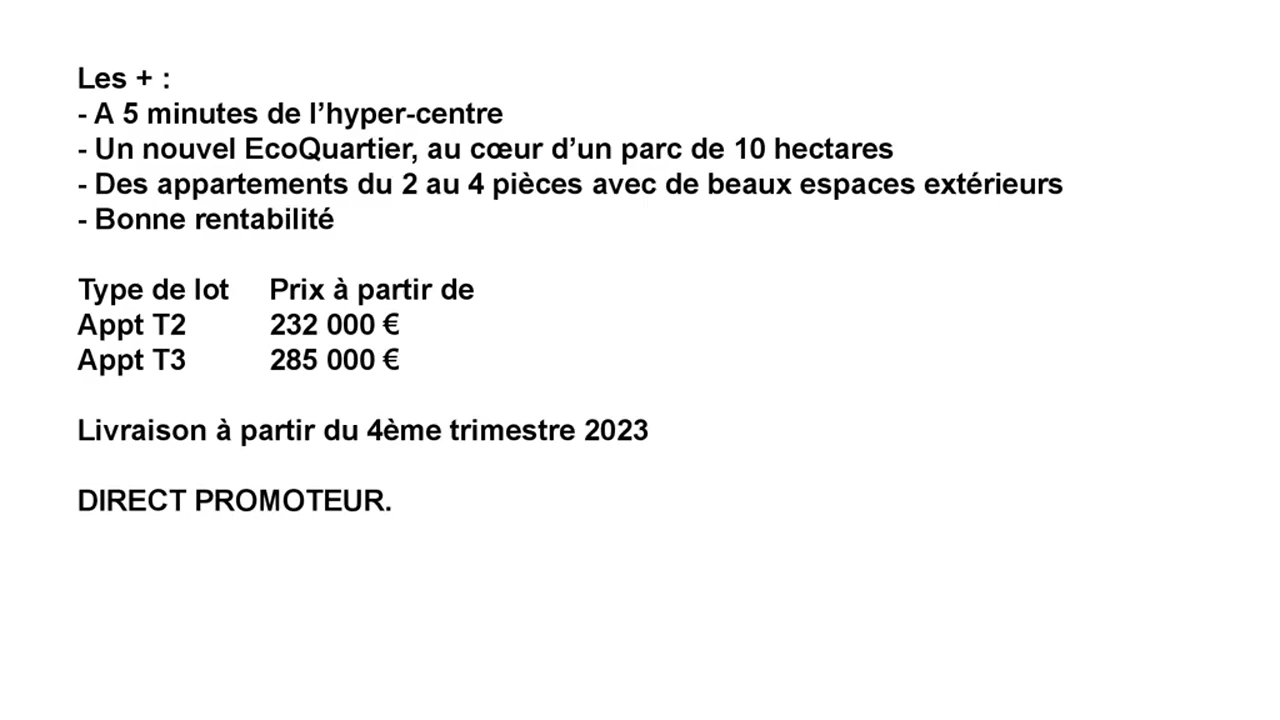 Les + :
- A 5 minutes de l’hyper-centre
- Un nouvel EcoQuartier, au cœur d’un parc de 10 hectares
- Des appartements du 2 au 4 pièces avec de beaux espaces extérieurs
- Bonne rentabilité
Type de lot Prix à partir de
Appt T2 232 000 €
Appt T3 285 000 €
Livraison à partir du 4ème trimestre 2023
DIRECT PROMOTEUR.